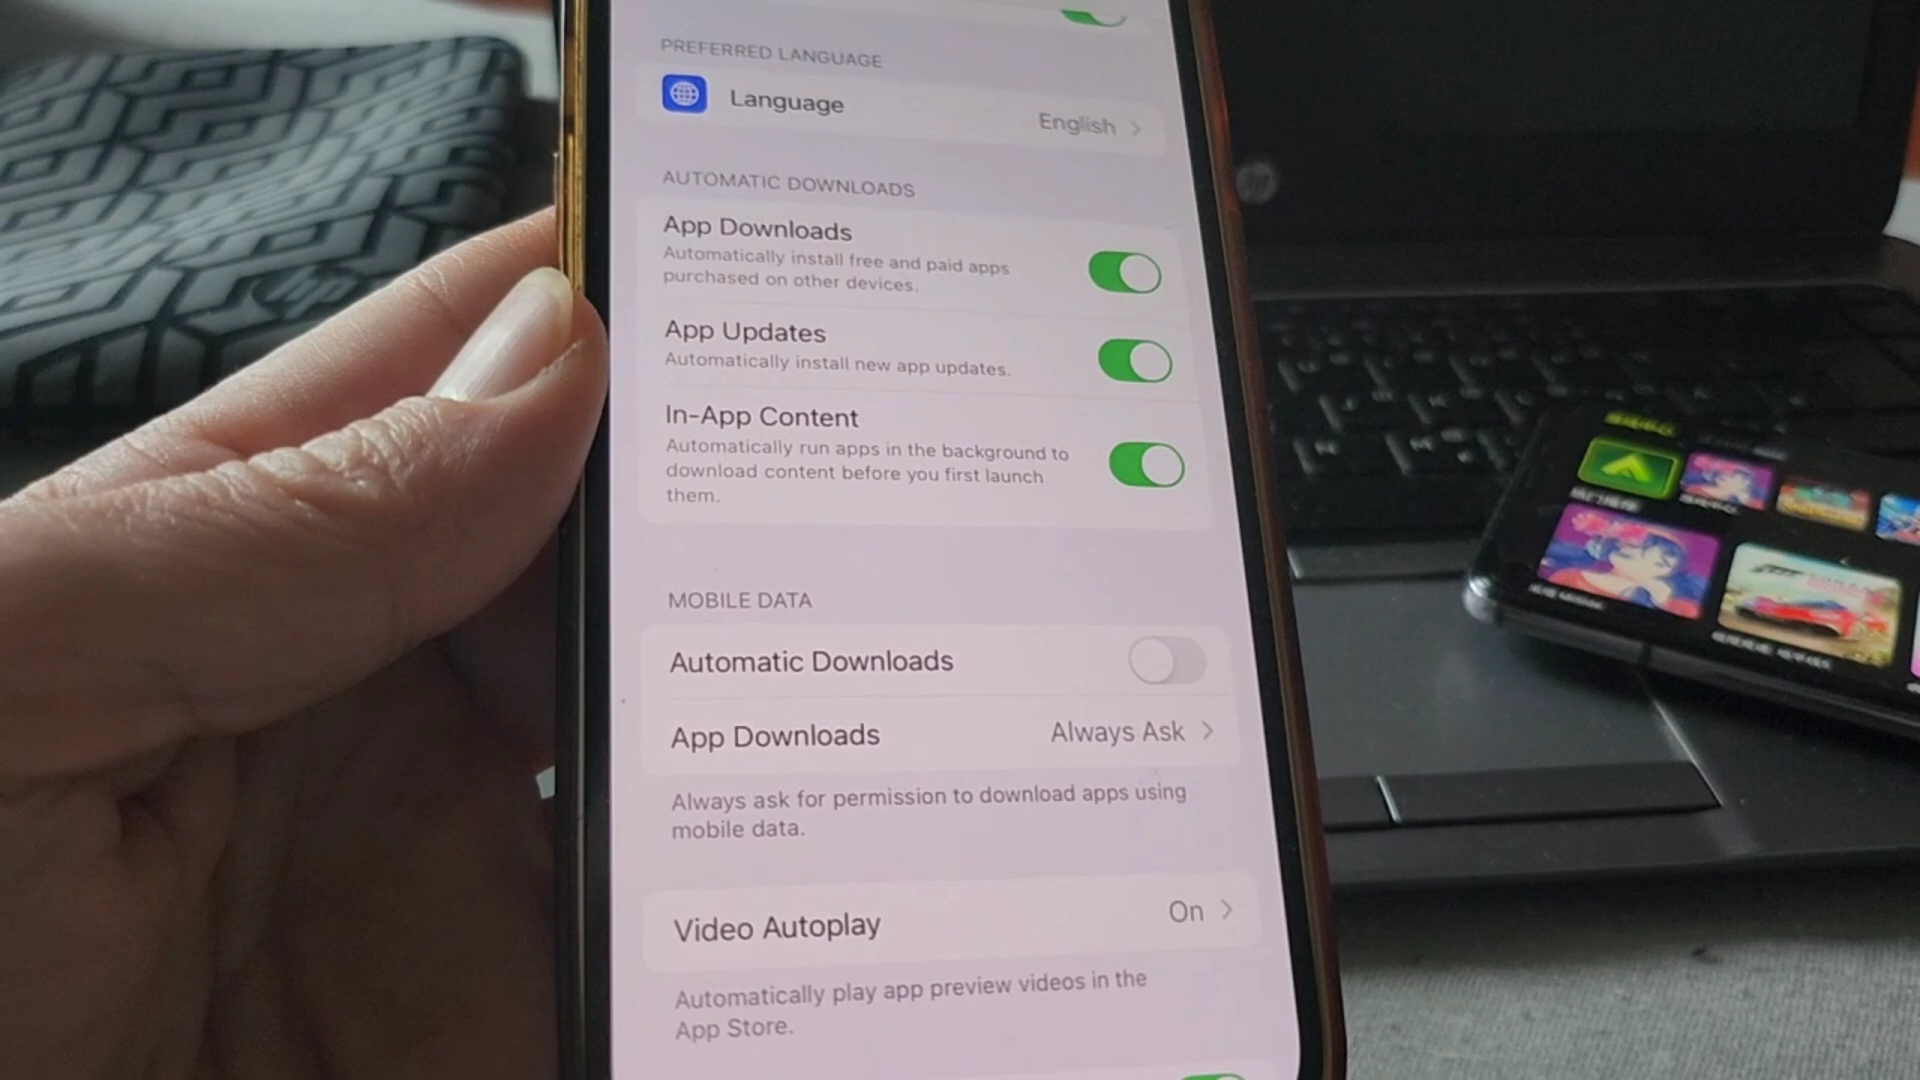 PREFERRED LANGUAGE
Language
English
AUTOMATIC DOWNLOADS
App Downloads
Automatically install free and paid apps
purchased on other devices.
App Updates
Automatically install new app updates.
In-App Content
Automatically run apps in the background to
download content before you first launch
them.
MOBILE DATA
Automatic Downloads
App Downloads
Always Ask
Always ask for permission to download apps using
mobile data.
Video Autoplay
On
Automatically play app preview videos in the
App Store.
hp